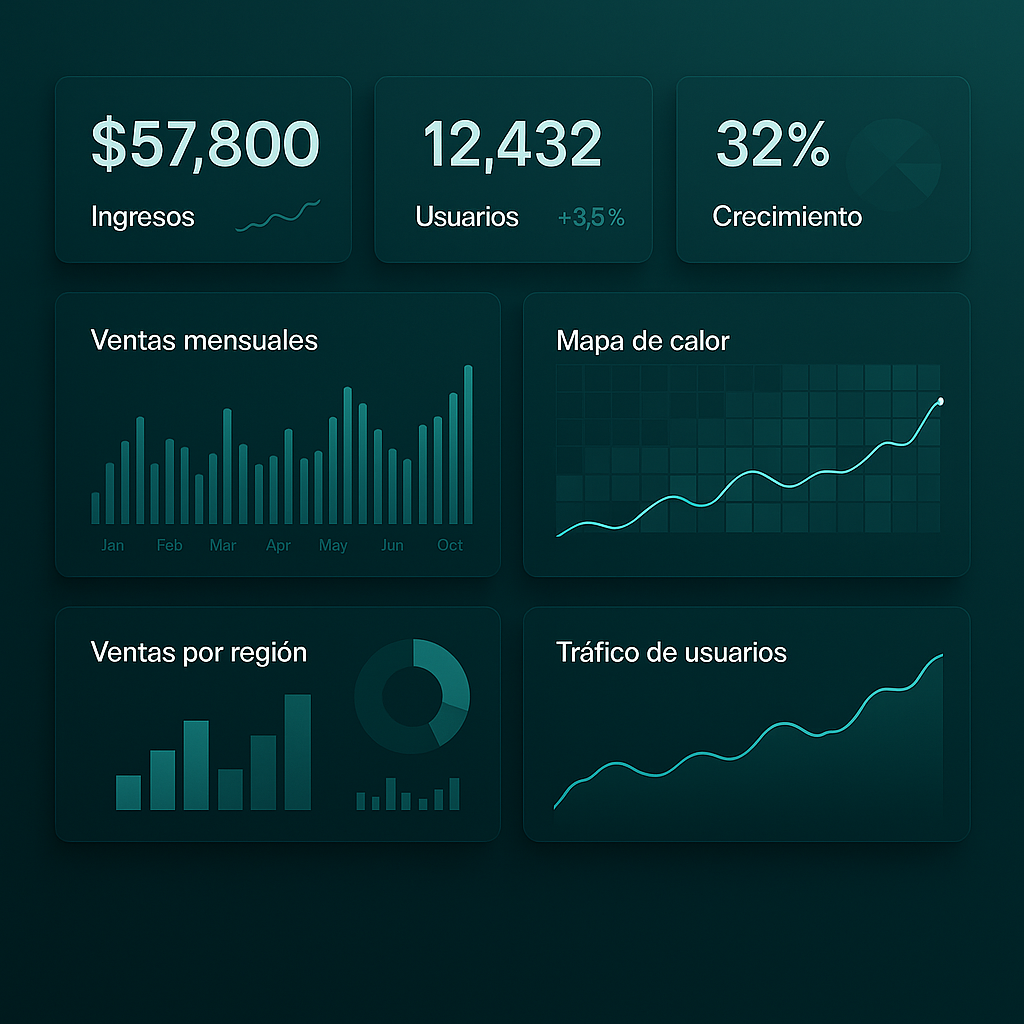 $57,800
Ingresos
12,432
Usuarios +3,5%
32%
Crecimiento
Ventas mensuales
Jan Feb Mar Apr May Jun Oct
Mapa de calor
Ventas por región
Tráfico de usuarios